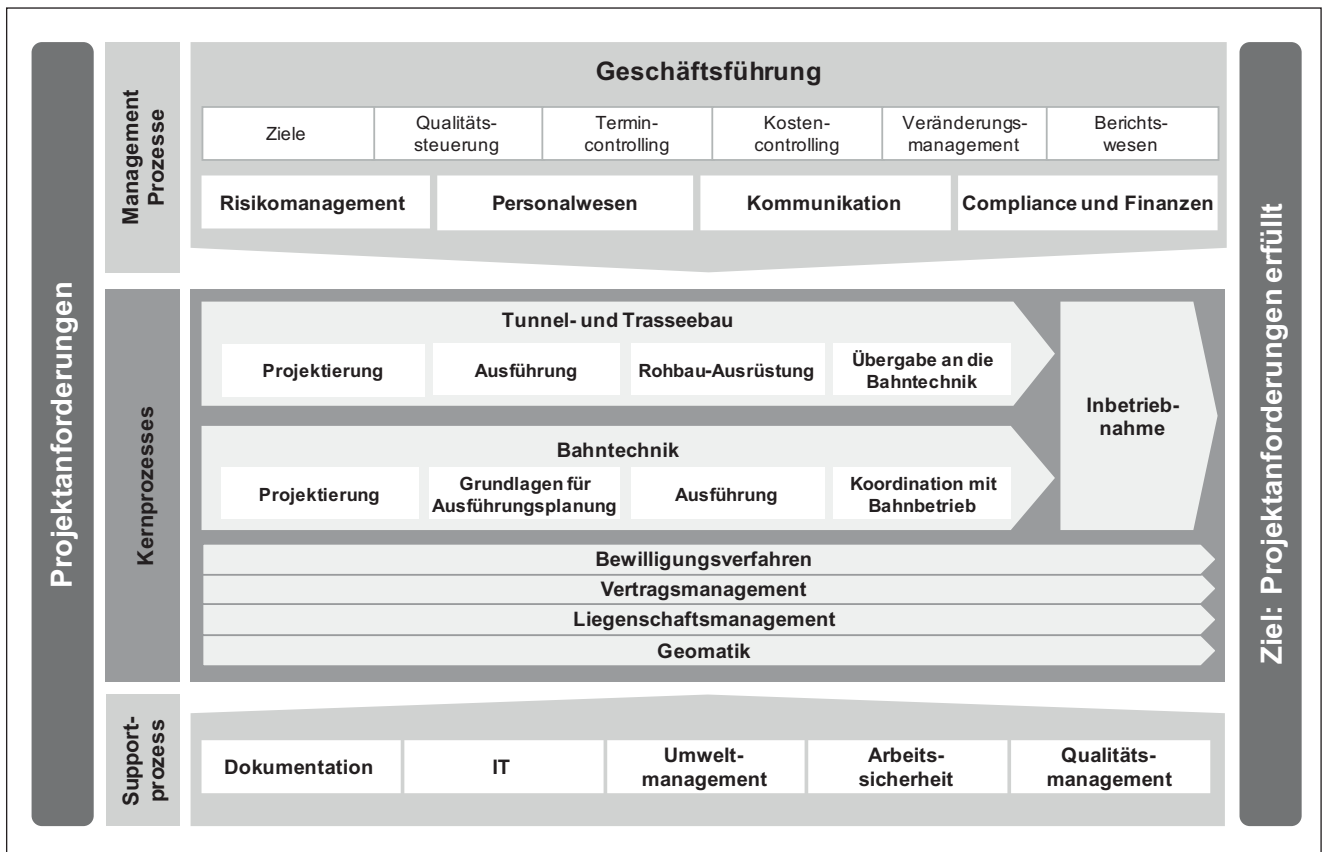 Projektanforderungen
Management
Prozesse
Geschäftsführung
Ziele
Qualitäts-
steuerung
Termin-
controlling
Kosten-
controlling
Veränderungs-
management
Berichts-
wesen
Risikomanagement
Personalwesen
Kommunikation
Compliance und Finanzen
Kernprozesses
Tunnel- und Trasseebau
Projektierung
Ausführung
Rohbau-Ausrüstung
Übergabe an die
Bahntechnik
Bahntechnik
Projektierung
Grundlagen für
Ausführungsplanung
Ausführung
Koordination mit
Bahnbetrieb
Inbetrieb-
nahme
Bewilligungsverfahren
Vertragsmanagement
Liegenschaftsmanagement
Geomatik
Support-
prozess
Dokumentation
IT
Umwelt-
management
Arbeits-
sicherheit
Qualitäts-
management
Ziel: Projektanforderungen erfüllt